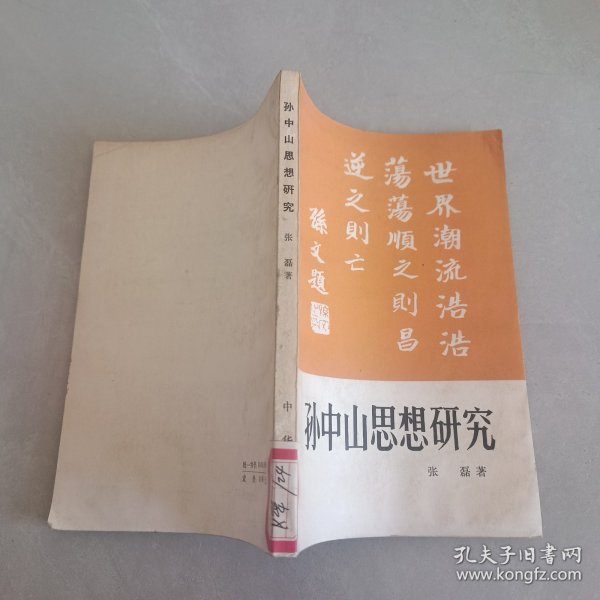 世界潮流浩浩
蕩蕩順之則昌
逆之則亡
孫文題
孙中山思想研究
张 磊 著
孙中山思想研究
张 磊 著
中 华
K/24
孔夫子旧书网
www.kongfz.com